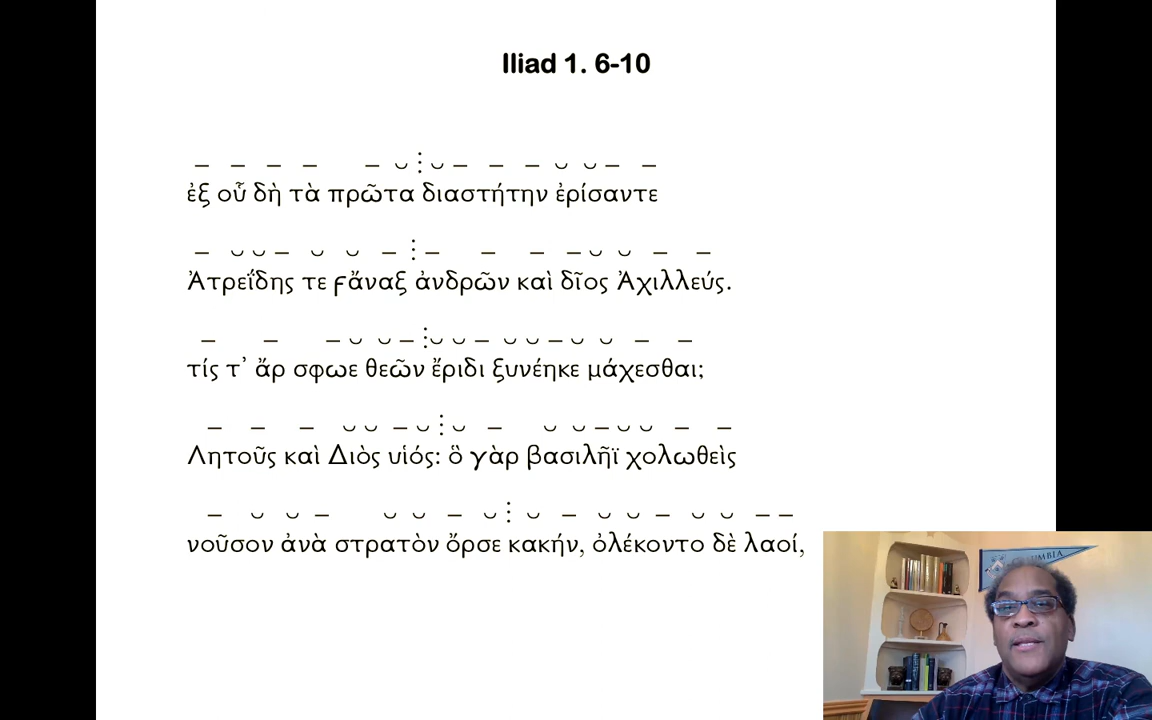 Iliad 1. 6-10
– – – – – ⏑ ⋮ ⏑ – – – ⏑ ⏑ – –
ἐξ οὗ δὴ τὰ πρῶτα διαστήτην ἐρίσαντε
– ⏑ ⏑ – ⏑ ⏑ – ⋮ – – – – ⏑ ⏑ – –
Ἀτρεΐδης τε ϝἄναξ ἀνδρῶν καὶ δῖος Ἀχιλλεύς.
– – – ⏑ ⏑ – ⋮ ⏑ ⏑ – ⏑ ⏑ – ⏑ ⏑ – –
τίς τ’ ἄρ σφωε θεῶν ἔριδι ξυνέηκε μάχεσθαι;
– – – ⏑ ⏑ – ⏑ ⋮ ⏑ – ⏑ ⏑ – ⏑ ⏑ – –
Λητοῦς καὶ Διὸς υἱός: ὃ γὰρ βασιλῆϊ χολωθεὶς
– ⏑ ⏑ – ⏑ ⏑ – ⏑ ⋮ ⏑ – ⏑ ⏑ – ⏑ ⏑ – –
νοῦσον ἀνὰ στρατὸν ὄρσε κακήν, ὀλέκοντο δὲ λαοί,
UMBIA